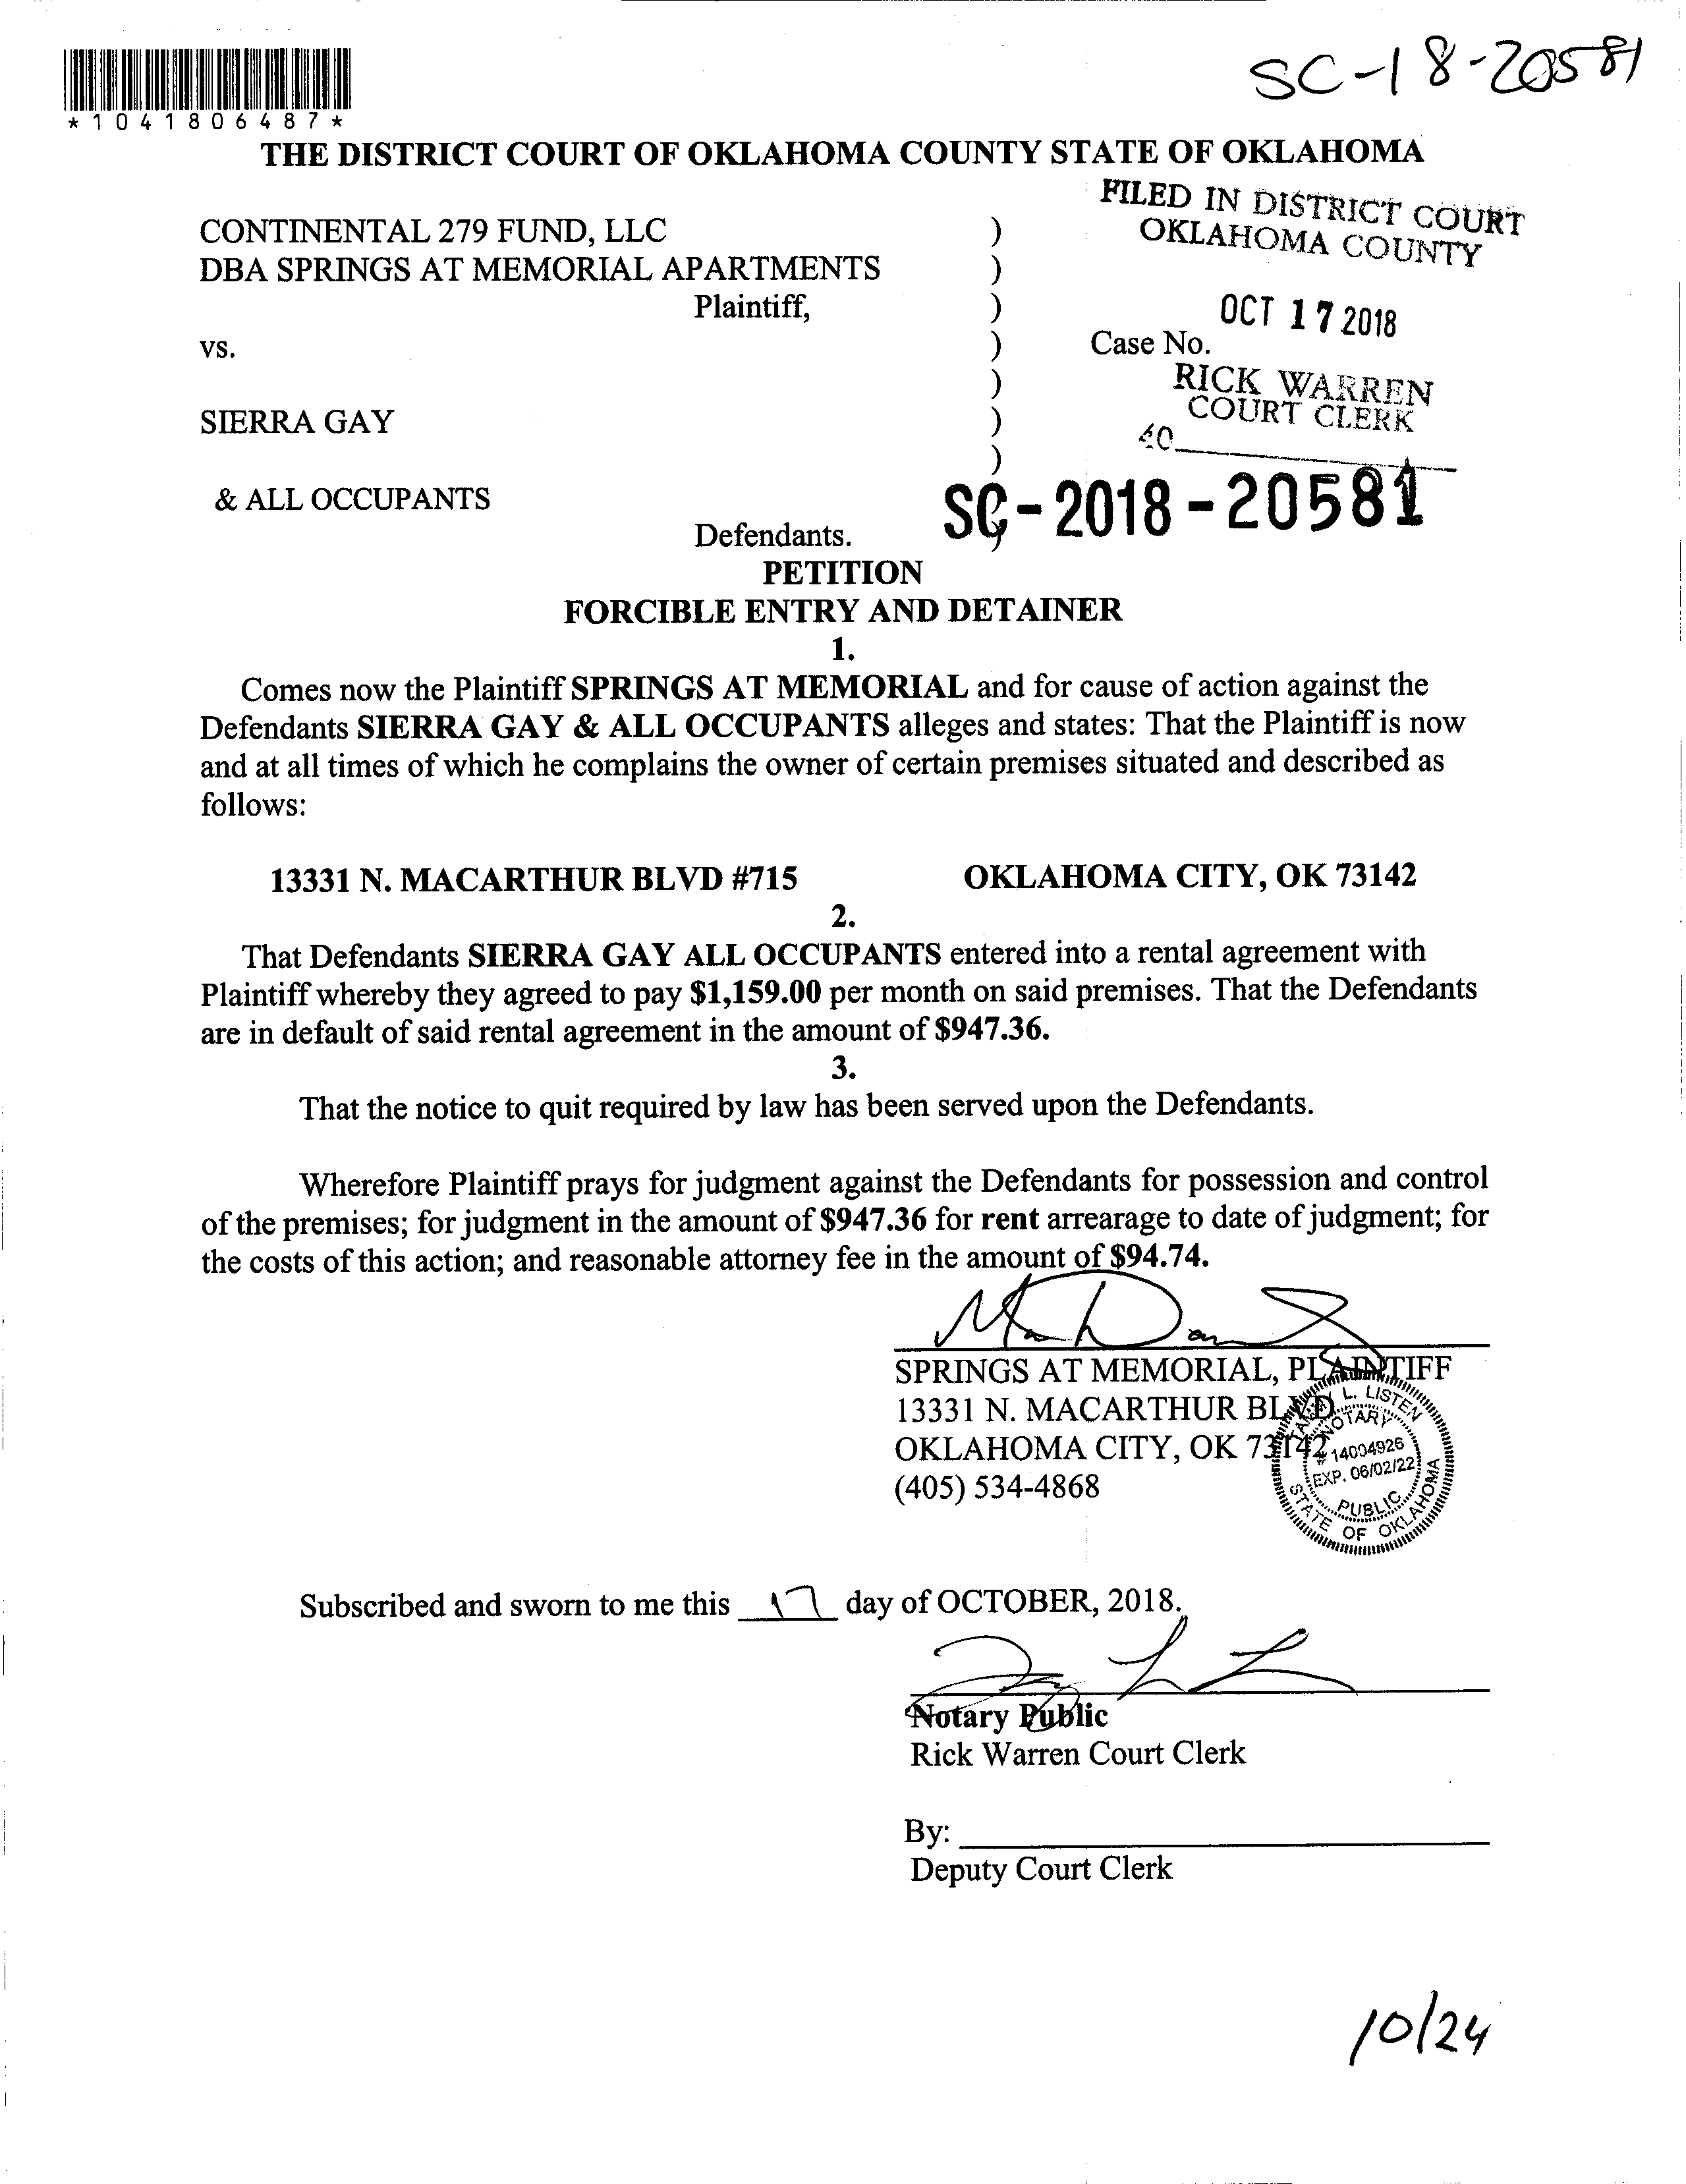 SC-18-20581
*1041806487*
THE DISTRICT COURT OF OKLAHOMA COUNTY STATE OF OKLAHOMA
FILED IN DISTRICT COURT
OKLAHOMA COUNTY
CONTINENTAL 279 FUND, LLC )
DBA SPRINGS AT MEMORIAL APARTMENTS )
Plaintiff, )
OCT 17 2018
vs. ) Case No.
)
RICK WARREN
COURT CLERK
SIERRA GAY )
40
)
& ALL OCCUPANTS
SC-2018-20581
Defendants. )
PETITION
FORCIBLE ENTRY AND DETAINER
1.
Comes now the Plaintiff SPRINGS AT MEMORIAL and for cause of action against the
Defendants SIERRA GAY & ALL OCCUPANTS alleges and states: That the Plaintiff is now
and at all times of which he complains the owner of certain premises situated and described as
follows:
13331 N. MACARTHUR BLVD #715 OKLAHOMA CITY, OK 73142
2.
That Defendants SIERRA GAY ALL OCCUPANTS entered into a rental agreement with
Plaintiff whereby they agreed to pay $1,159.00 per month on said premises. That the Defendants
are in default of said rental agreement in the amount of $947.36.
3.
That the notice to quit required by law has been served upon the Defendants.
Wherefore Plaintiff prays for judgment against the Defendants for possession and control
of the premises; for judgment in the amount of $947.36 for rent arrearage to date of judgment; for
the costs of this action; and reasonable attorney fee in the amount of $94.74.
SPRINGS AT MEMORIAL, PLAINTIFF
13331 N. MACARTHUR BLVD
OKLAHOMA CITY, OK 73142
(405) 534-4868
L. LISTEN
NOTARY
# 14004926
EXP. 06/02/22
PUBLIC
STATE OF OKLAHOMA
Subscribed and sworn to me this 17 day of OCTOBER, 2018.
Notary Public
Rick Warren Court Clerk
By:
Deputy Court Clerk
10/24